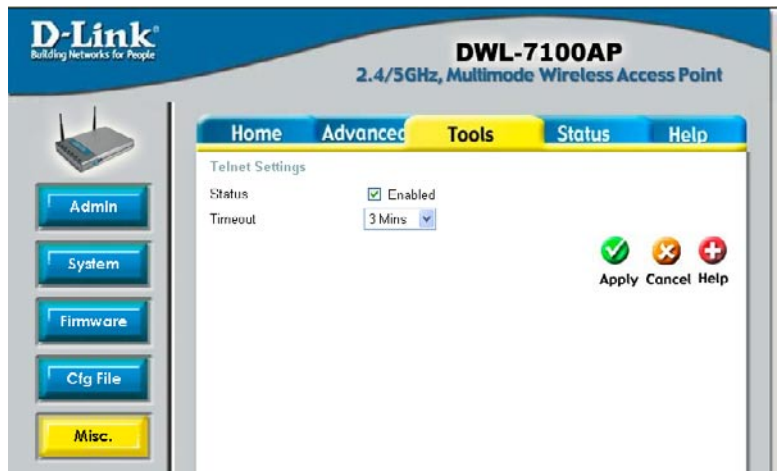 D-Link®
Building Networks for People
DWL-7100AP
2.4/5GHz, Multimode Wireless Access Point
Home Advanced Tools Status Help
Telnet Settings
Status Enabled
Timeout 3 Mins
Apply Cancel Help
Admin
System
Firmware
Cfg File
Misc.